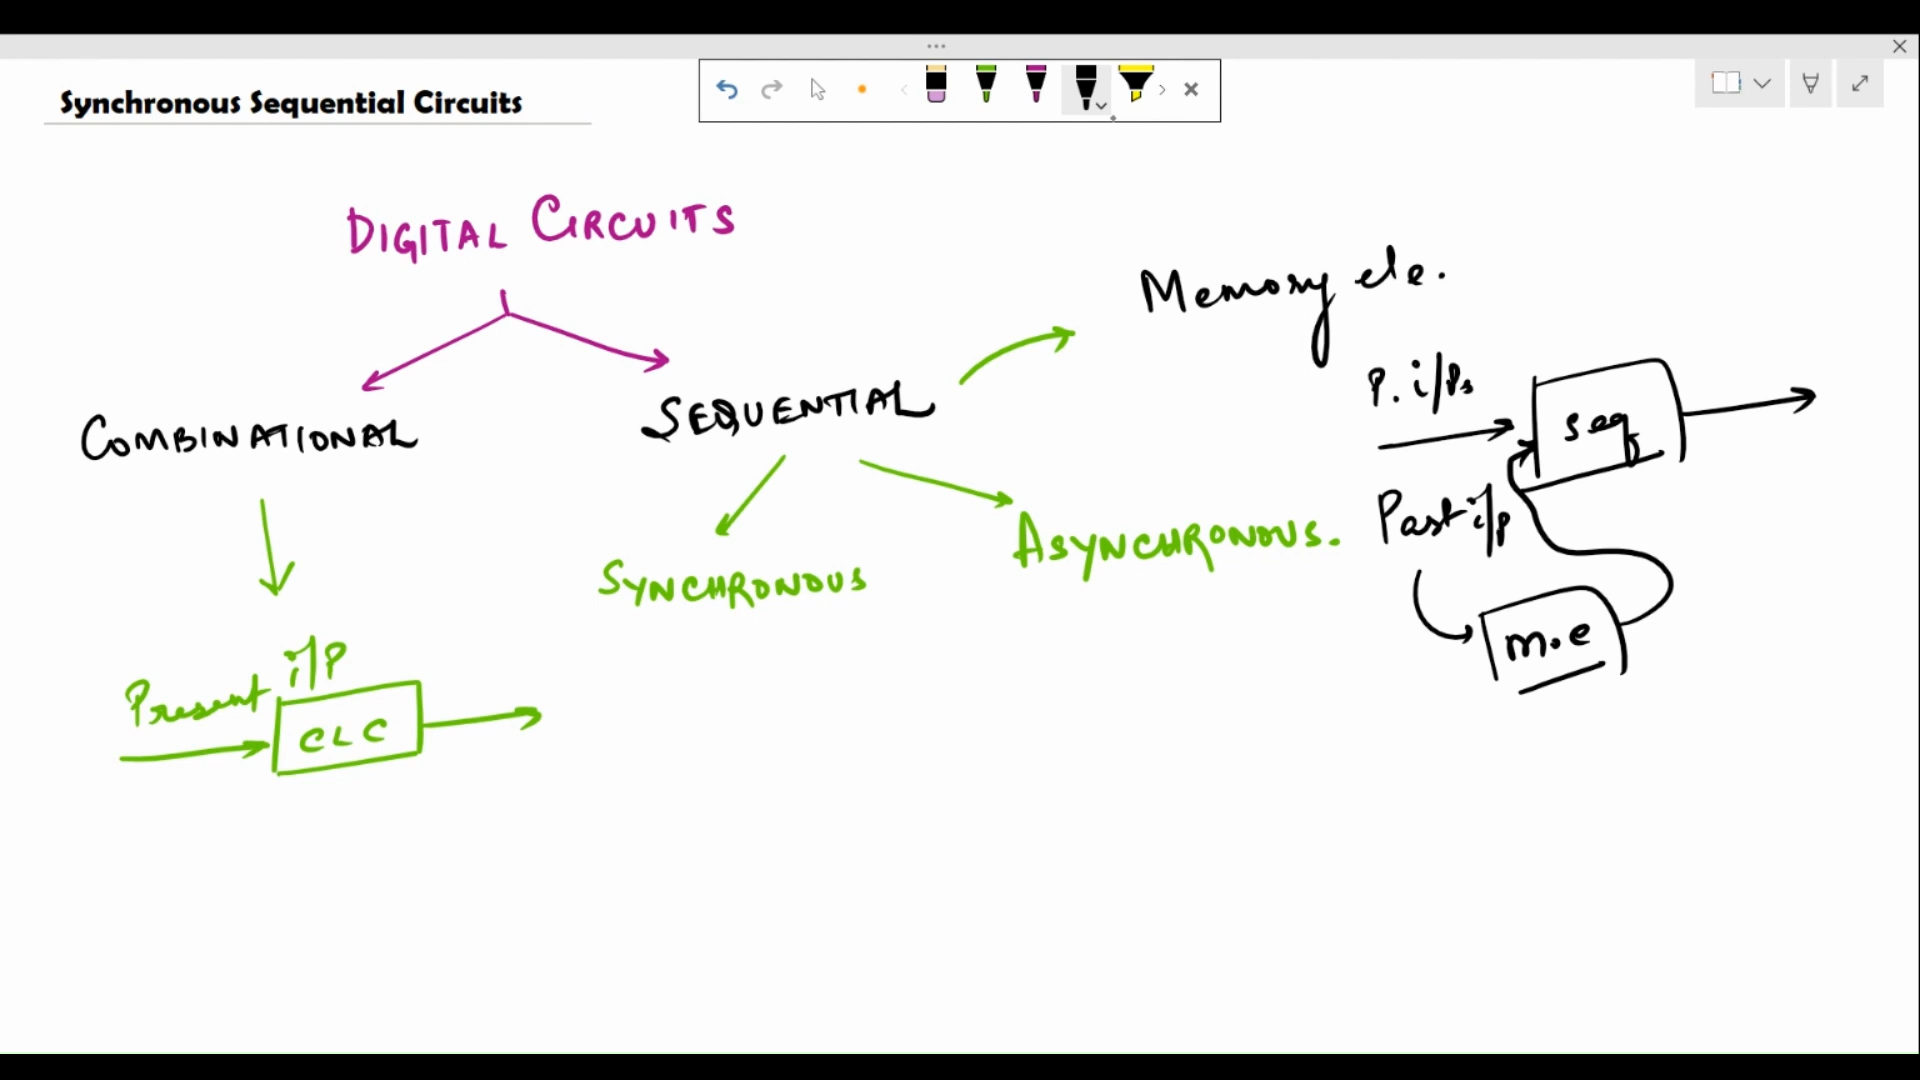 Synchronous Sequential Circuits
DIGITAL CIRCUITS
Memory ele.
COMBINATIONAL
SEQUENTIAL
P. i/Ps
seq
Past i/p
ASYNCHRONOUS.
SYNCHRONOUS
m.e
Present i/P
CLC